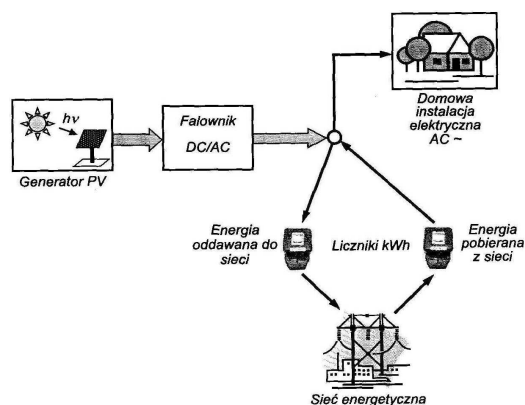 hν
Generator PV
Falownik
DC/AC
Domowa
instalacja
elektryczna
AC ~
Energia
oddawana do
sieci
Liczniki kWh
Energia
pobierana
z sieci
Sieć energetyczna